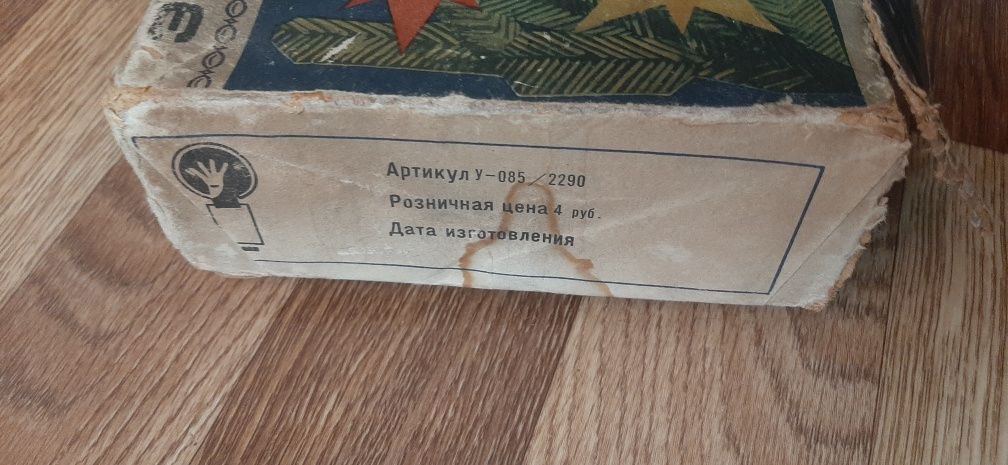 Артикул У-085/2290
Розничная цена 4 руб.
Дата изготовления